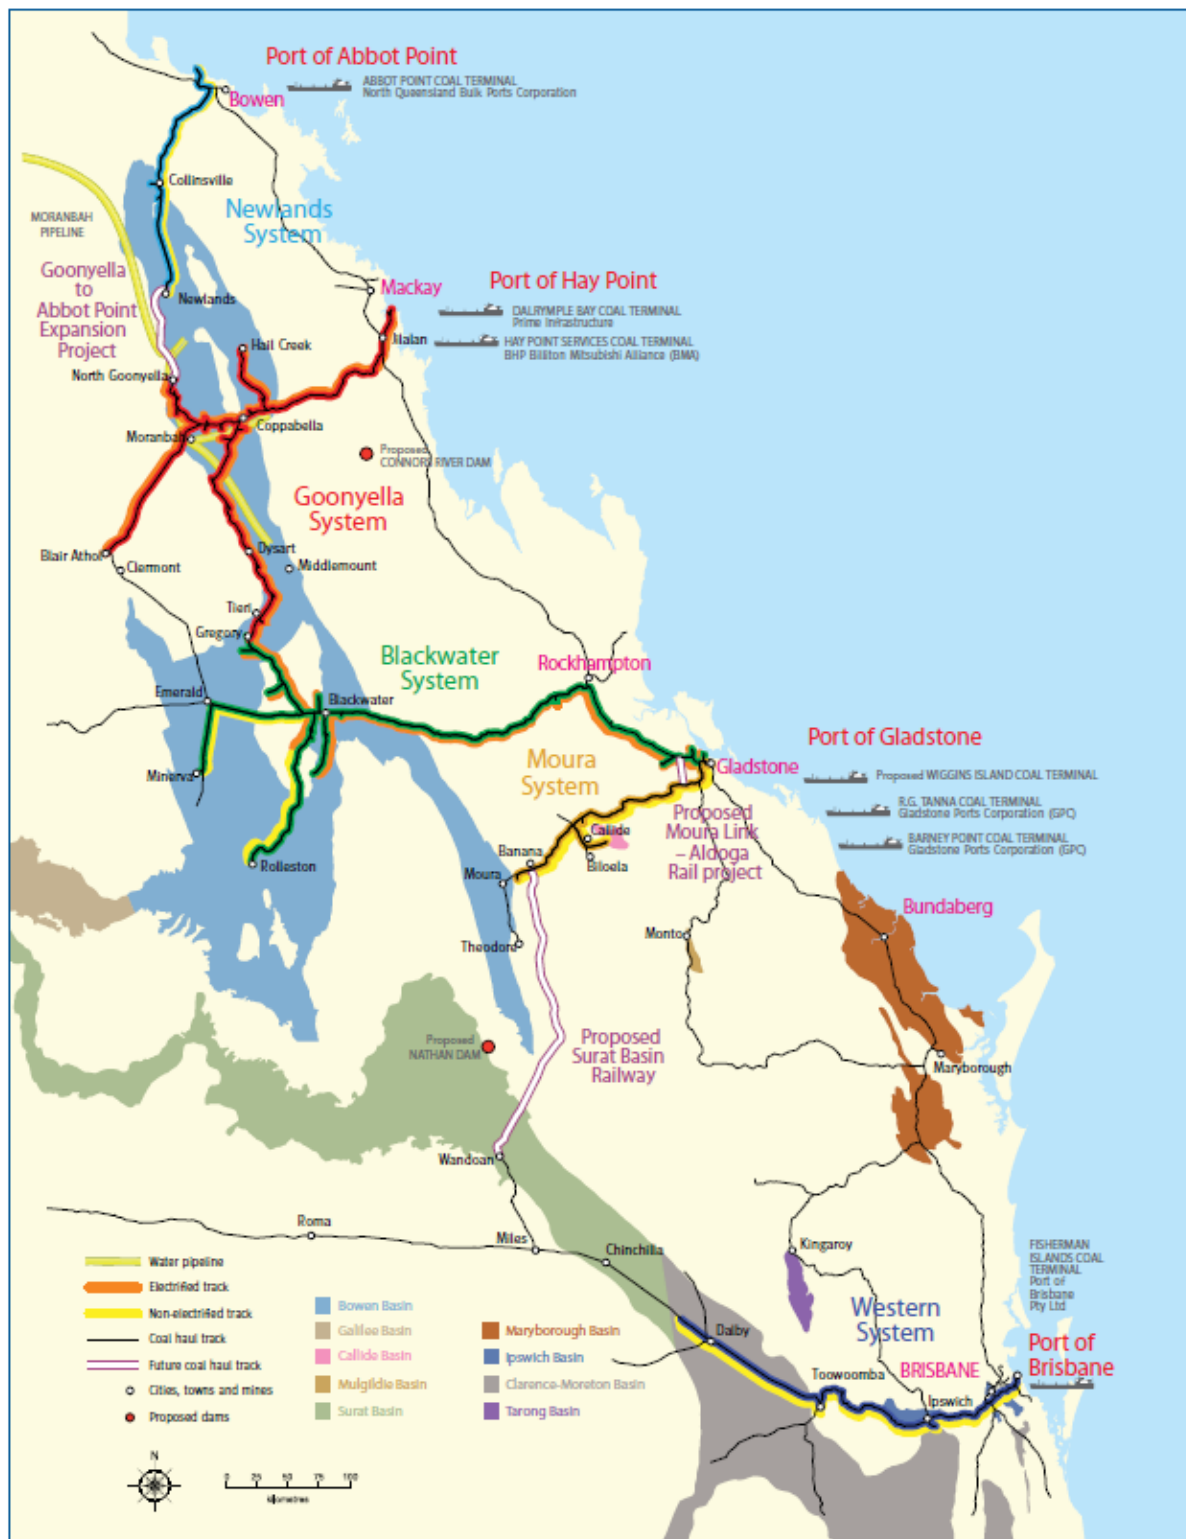 Port of Abbot Point
ABBOT POINT COAL TERMINAL
North Queensland Bulk Ports Corporation
Bowen
Collinsville
Newlands
System
MORANBAH
PIPELINE
Goonyella
to
Abbot Point
Expansion
Project
Newlands
Mackay
Port of Hay Point
DALRYMPLE BAY COAL TERMINAL
Prime Infrastructure
HAY POINT SERVICES COAL TERMINAL
BHP Billiton Mitsubishi Alliance (BMA)
Hail Creek
Jilalan
North Goonyella
Coppabella
Moranbah
Proposed
CONNORS RIVER DAM
Goonyella
System
Blair Athol
Clermont
Dysart
Middlemount
Tieri
Gregory
Blackwater
System
Rockhampton
Emerald
Blackwater
Minerva
Moura
System
Gladstone
Port of Gladstone
Proposed WIGGINS ISLAND COAL TERMINAL
R.G. TANNA COAL TERMINAL
Gladstone Ports Corporation (GPC)
BARNEY POINT COAL TERMINAL
Gladstone Ports Corporation (GPC)
Proposed
Moura Link
– Aldoga
Rail project
Callide
Banana
Biloela
Rolleston
Moura
Theodore
Monto
Bundaberg
Proposed
NATHAN DAM
Proposed
Surat Basin
Railway
Maryborough
Wandoan
Roma
Miles
Chinchilla
Kingaroy
FISHERMAN
ISLANDS COAL
TERMINAL
Port of
Brisbane
Pty Ltd
Western
System
Dalby
Toowoomba
BRISBANE
Ipswich
Port of
Brisbane
Water pipeline
Electrified track
Non-electrified track
Coal haul track
Future coal haul track
Cities, towns and mines
Proposed dams
Bowen Basin
Galilee Basin
Callide Basin
Mulgildie Basin
Surat Basin
Maryborough Basin
Ipswich Basin
Clarence-Moreton Basin
Tarong Basin
N
0 25 50 75 100
kilometres